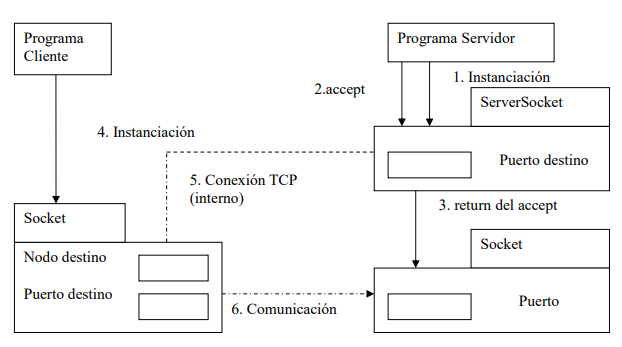 Programa
Cliente
Programa Servidor
1. Instanciación
2.accept
ServerSocket
4. Instanciación
Puerto destino
5. Conexión TCP
(interno)
3. return del accept
Socket
Socket
Nodo destino
Puerto destino
6. Comunicación
Puerto